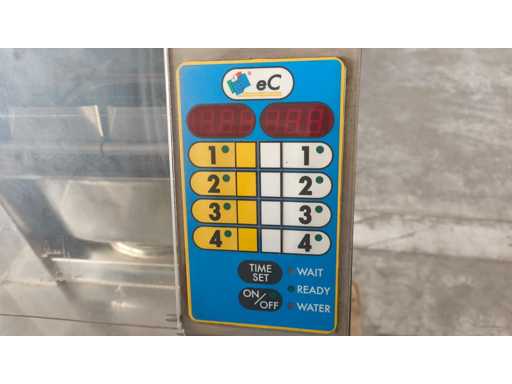 eC
1 1
2 2
3 3
4 4
TIME SET WAIT
READY
ON/OFF WATER